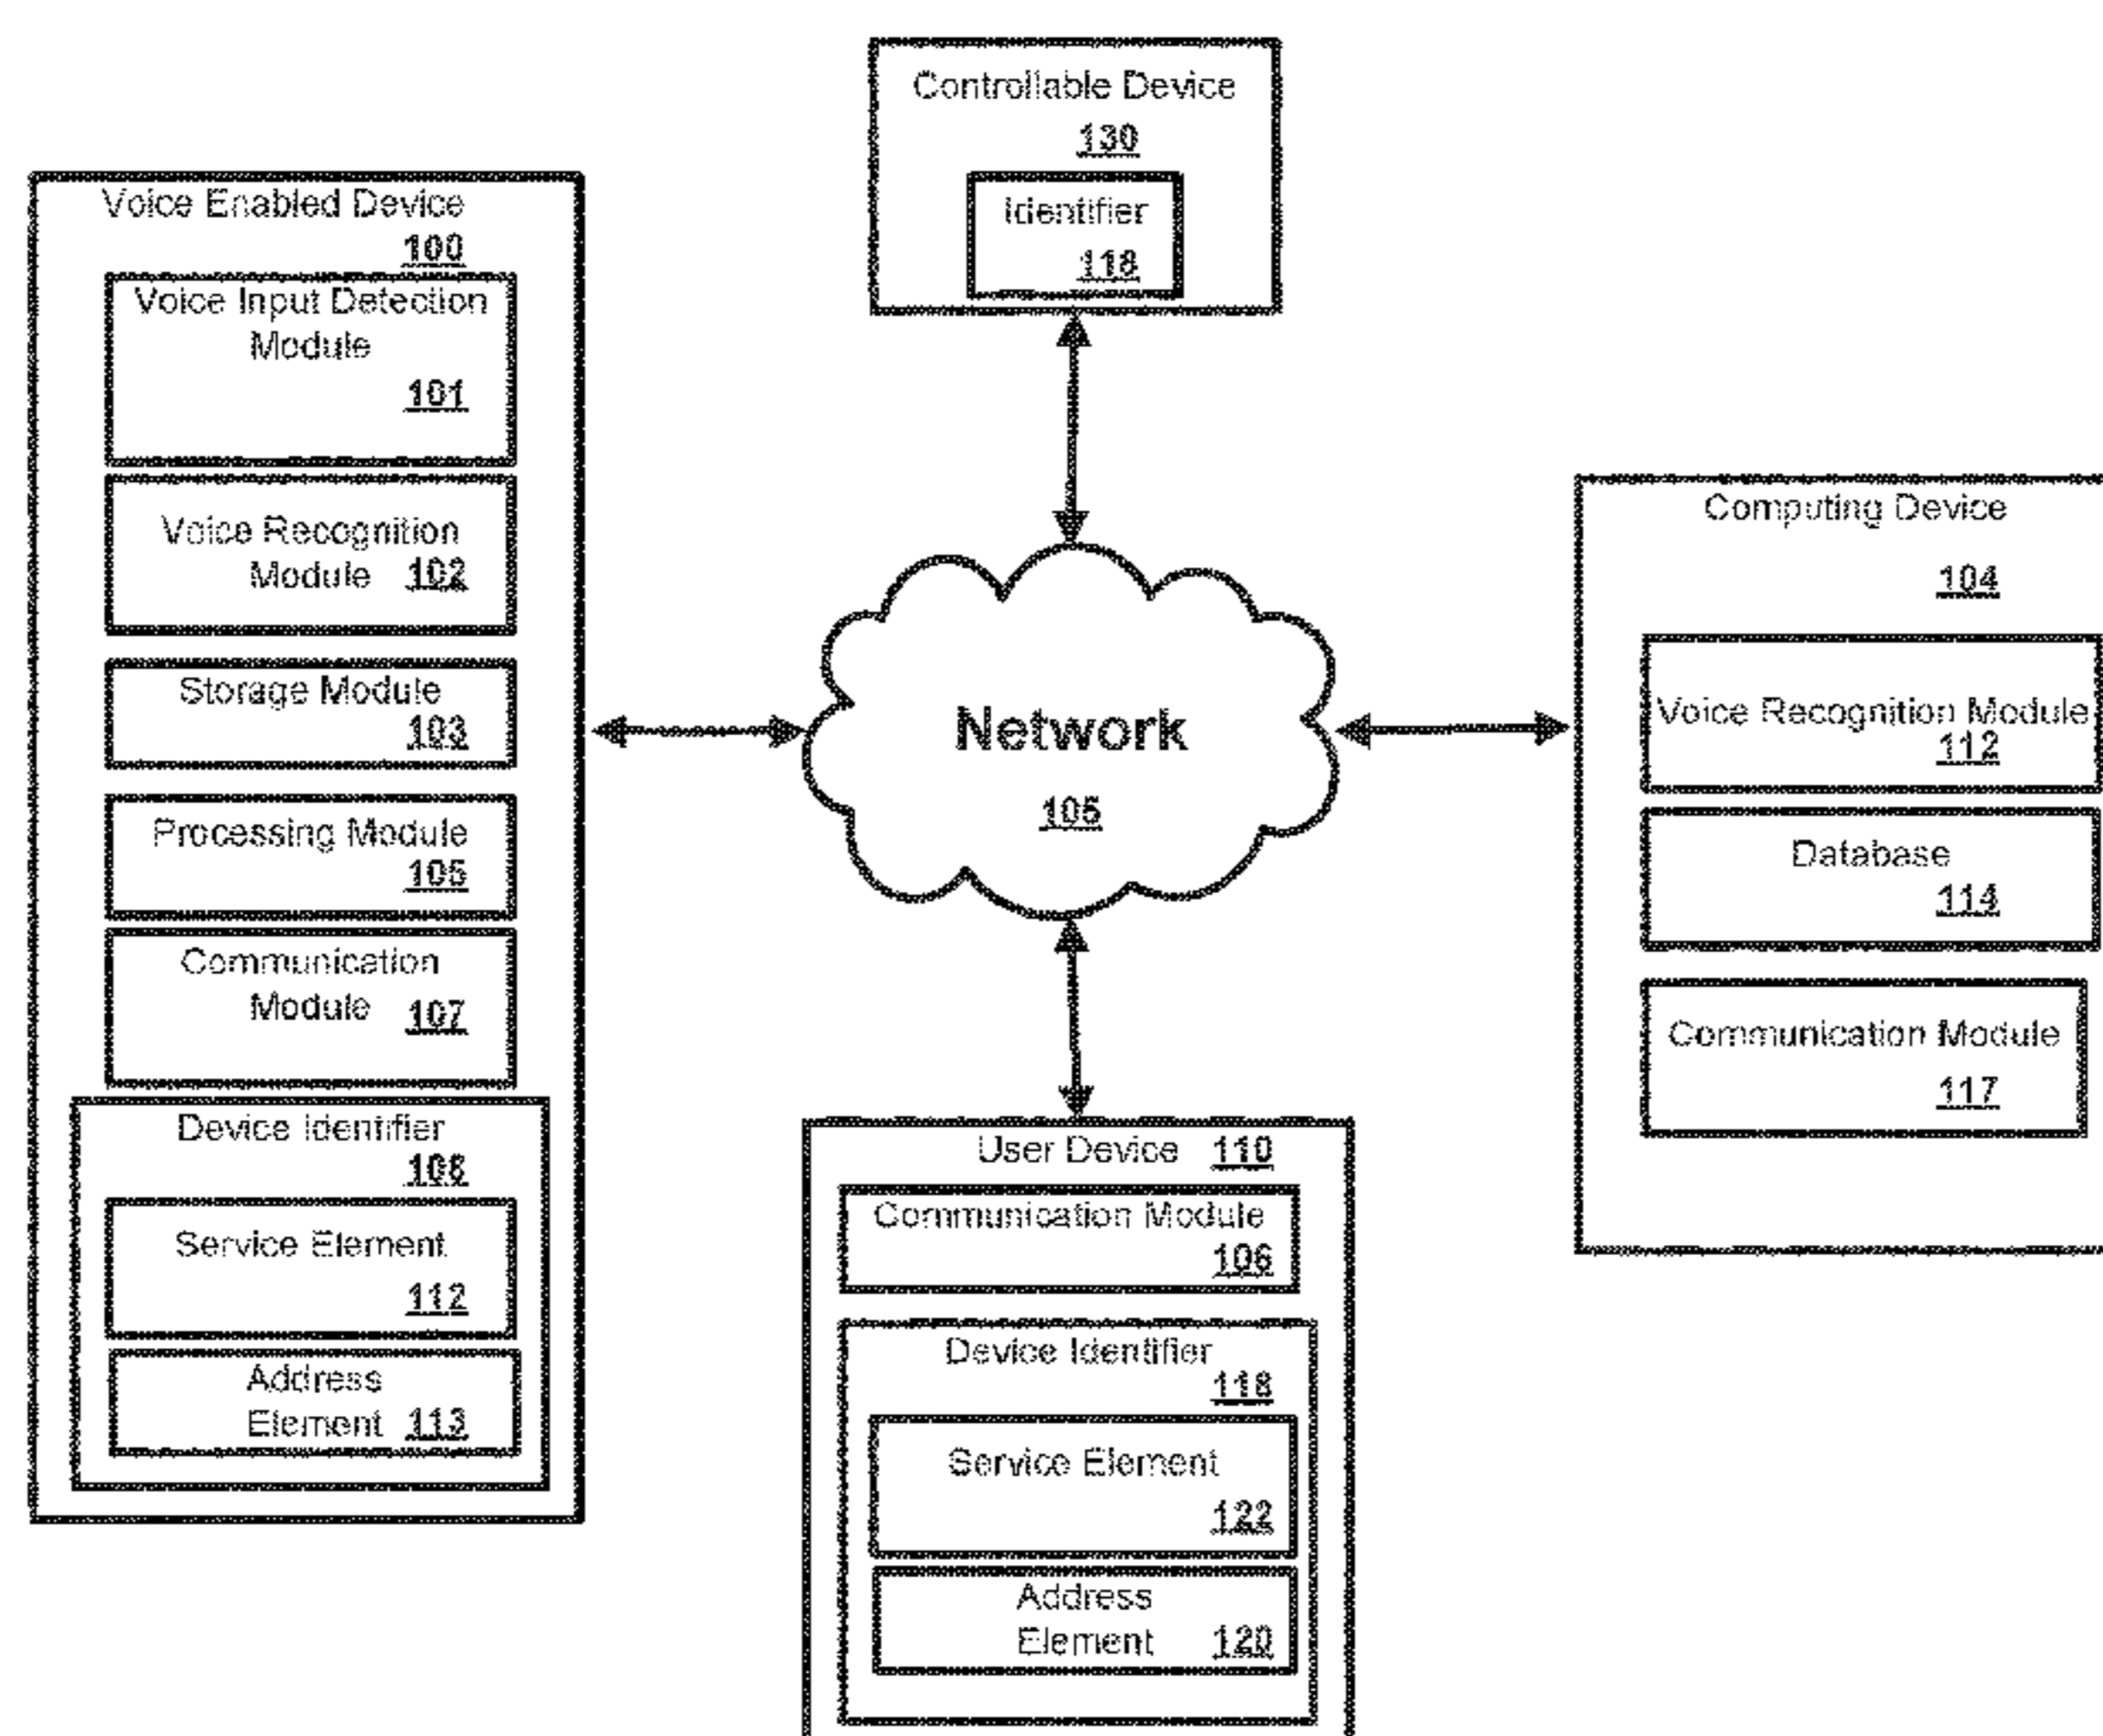 Controllable Device
130
Identifier
118
Voice Enabled Device
100
Voice Input Detection
Module
101
Voice Recognition
Module 102
Storage Module
103
Processing Module
105
Communication
Module 107
Device Identifier
108
Service Element
112
Address
Element 113
Network
105
Computing Device
104
Voice Recognition Module
112
Database
114
Communication Module
117
User Device 110
Communication Module
106
Device Identifier
118
Service Element
122
Address
Element 120